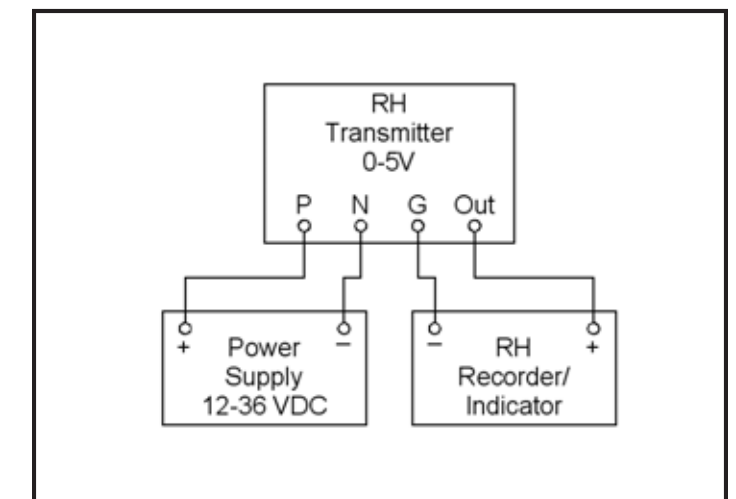 RH
Transmitter
0-5V
P N G Out
+ − Power
Supply
12-36 VDC
− RH +
Recorder/
Indicator